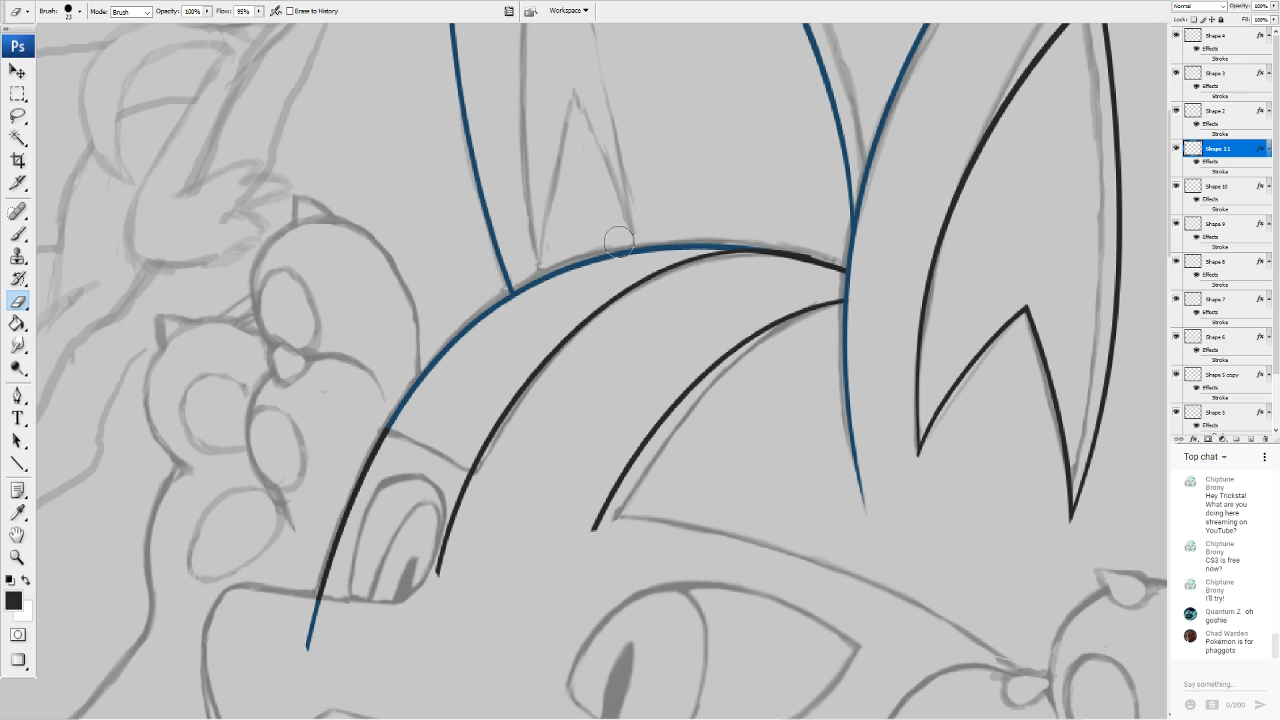 Brush:
23
Mode: Brush
Opacity: 100%
Flow: 95%
Erase to History
Workspace
Ps
T
Normal
Opacity: 100%
Lock:
Fill: 100%
Shape 4
Effects
Stroke
Shape 3
Effects
Stroke
Shape 2
Effects
Stroke
Shape 11
Effects
Stroke
Shape 10
Effects
Stroke
Shape 9
Effects
Stroke
Shape 8
Effects
Stroke
Shape 7
Effects
Stroke
Shape 6
Effects
Stroke
Shape 5 copy
Effects
Stroke
Shape 5
Effects
Top chat
Chiptune
Brony
Hey Tricksta!
What are you
doing here
streaming on
YouTube?
Chiptune
Brony
CS3 is free
now?
Chiptune
Brony
I'll try!
Quantum Z oh
goshie
Chad Warden
Pokémon is for
phaggots
Say something...
0/200